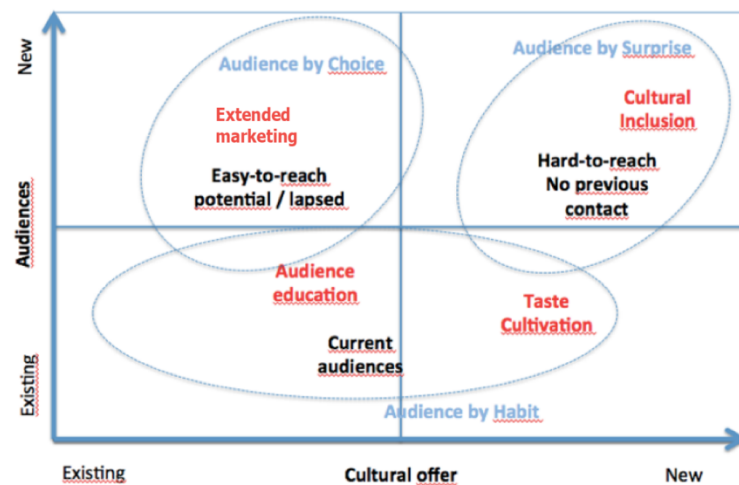 New
Audience by Choice
Audience by Surprise
Extended
marketing
Cultural
Inclusion
Easy-to-reach
potential / lapsed
Hard-to-reach
No previous
contact
Audiences
Audience
education
Taste
Cultivation
Current
audiences
Existing
Audience by Habit
Existing
Cultural offer
New